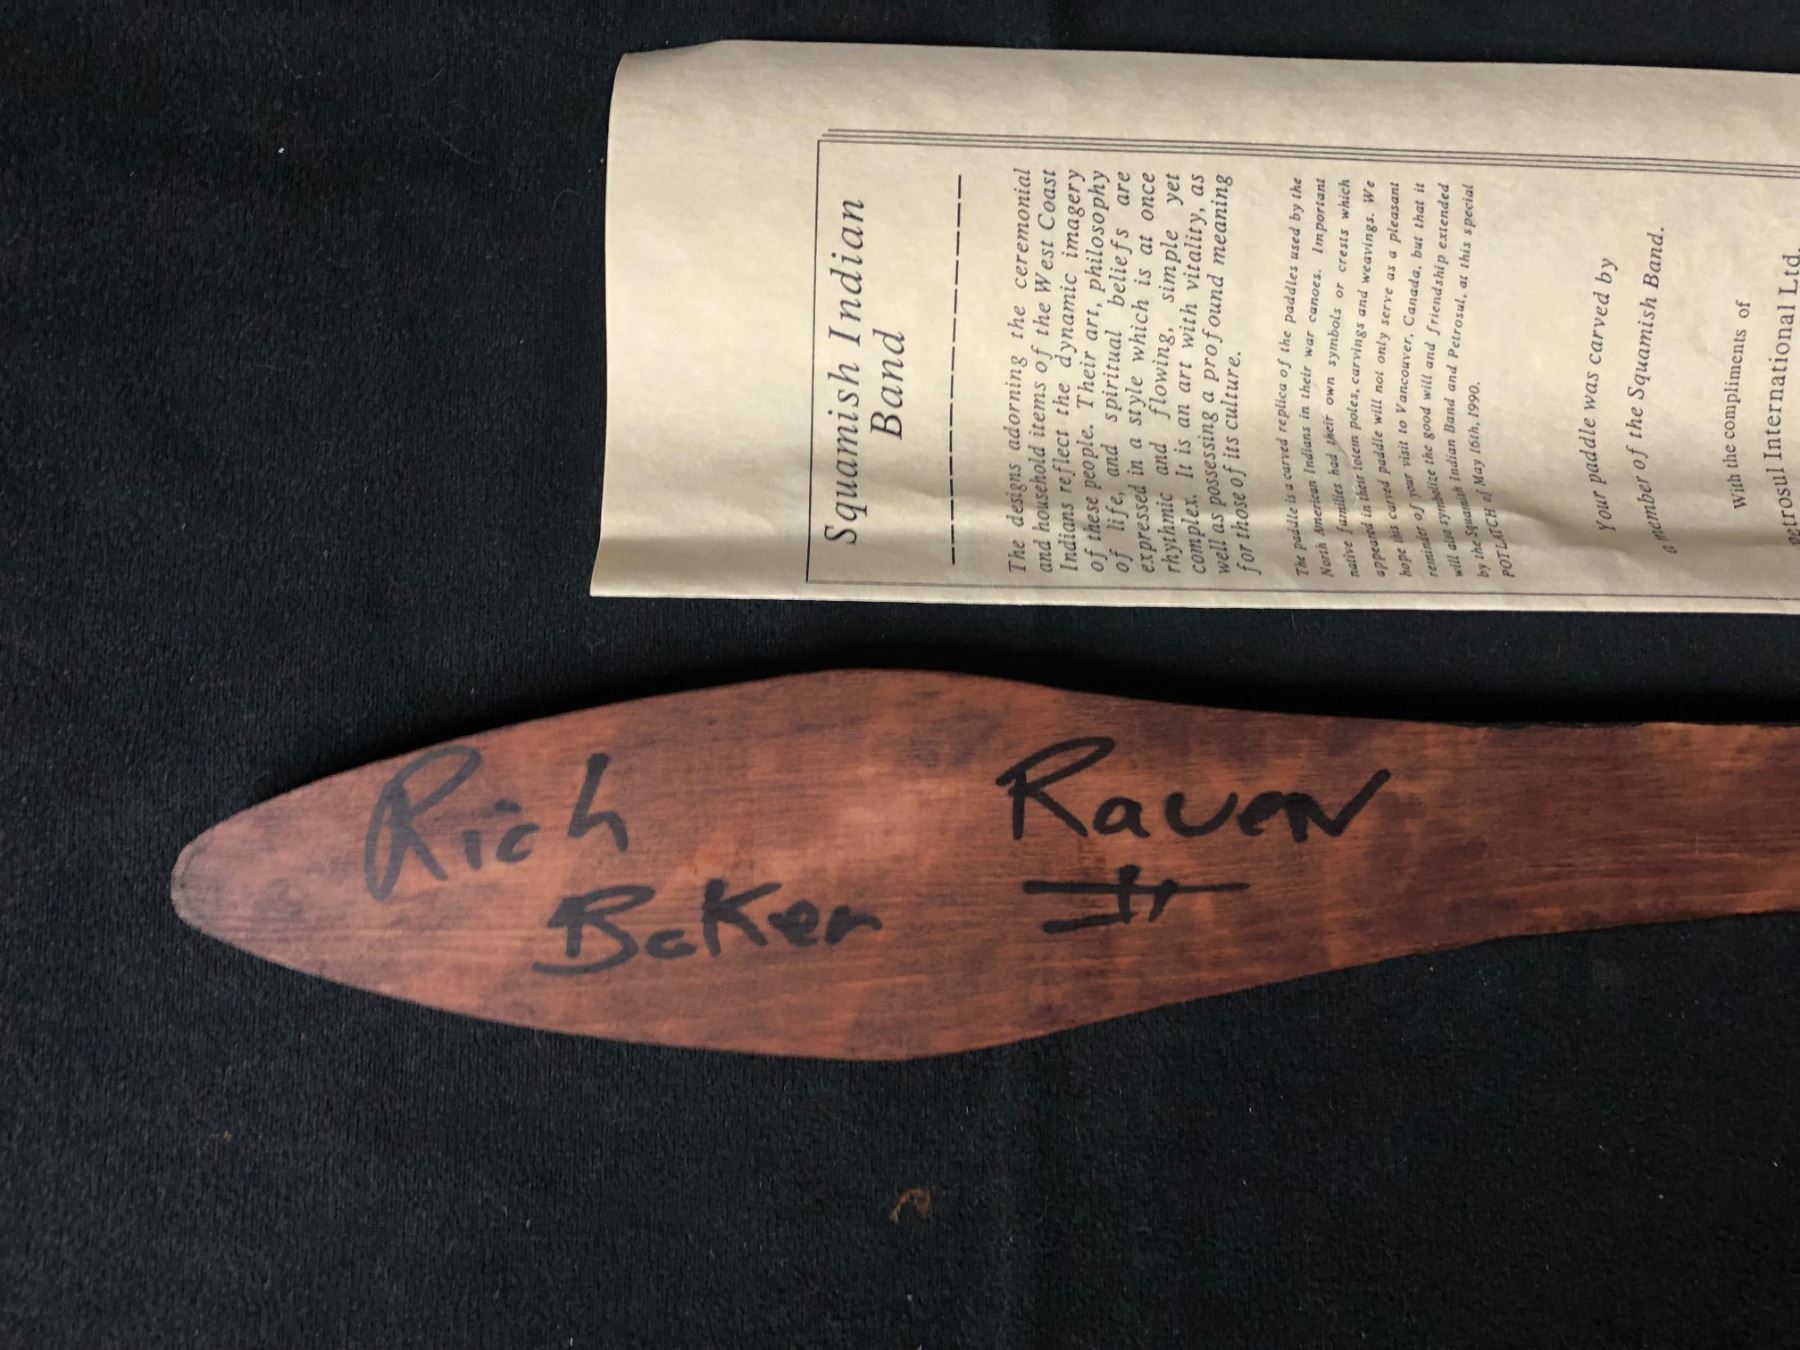 Squamish Indian
Band
The designs adorning the ceremonial
and household items of the West Coast
Indians reflect the dynamic imagery
of these people. Their art, philosophy
of life, and spiritual beliefs are
expressed in a style which is at once
rhythmic and flowing, simple yet
complex. It is an art with vitality, as
well as possessing a profound meaning
for those of its culture.
The paddle is a carved replica of the paddles used by the
North American Indians in their war canoes. Important
native families had their own symbols or crests which
appeared in their totem poles, carvings and weavings. We
hope this carved paddle will not only serve as a pleasant
reminder of your visit to Vancouver, Canada, but that it
will also symbolize the good will and friendship extended
by the Squamish Indian Band and Petrosul, at this special
POTLATCH of May 16th, 1990.
Your paddle was carved by
a member of the Squamish Band.
With the compliments of
Petrosul International Ltd.
Rich
Baker
Raven
II